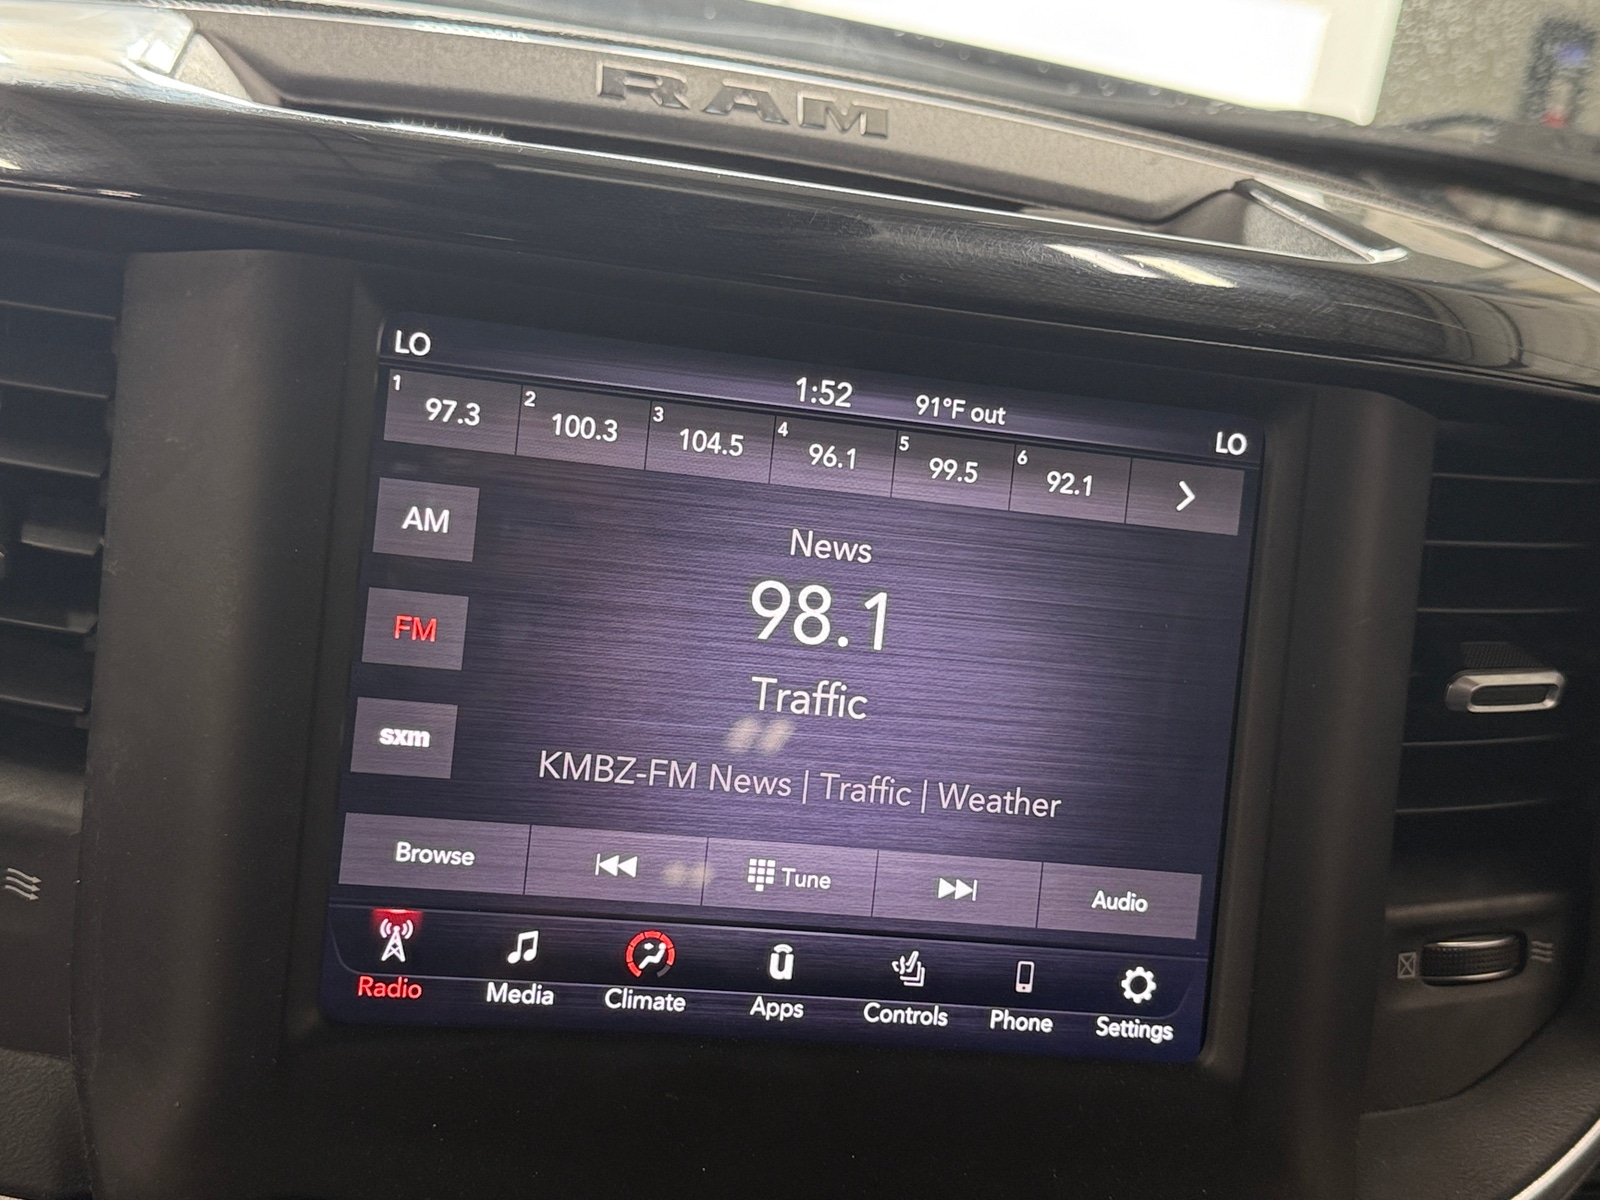 RAM
LO
1:52
91°F out
LO
1
97.3
2
100.3
3
104.5
4
96.1
5
99.5
6
92.1
AM
FM
sxm
News
98.1
Traffic
KMBZ-FM News | Traffic | Weather
Browse
Tune
Audio
Radio
Media
Climate
Apps
Controls
Phone
Settings